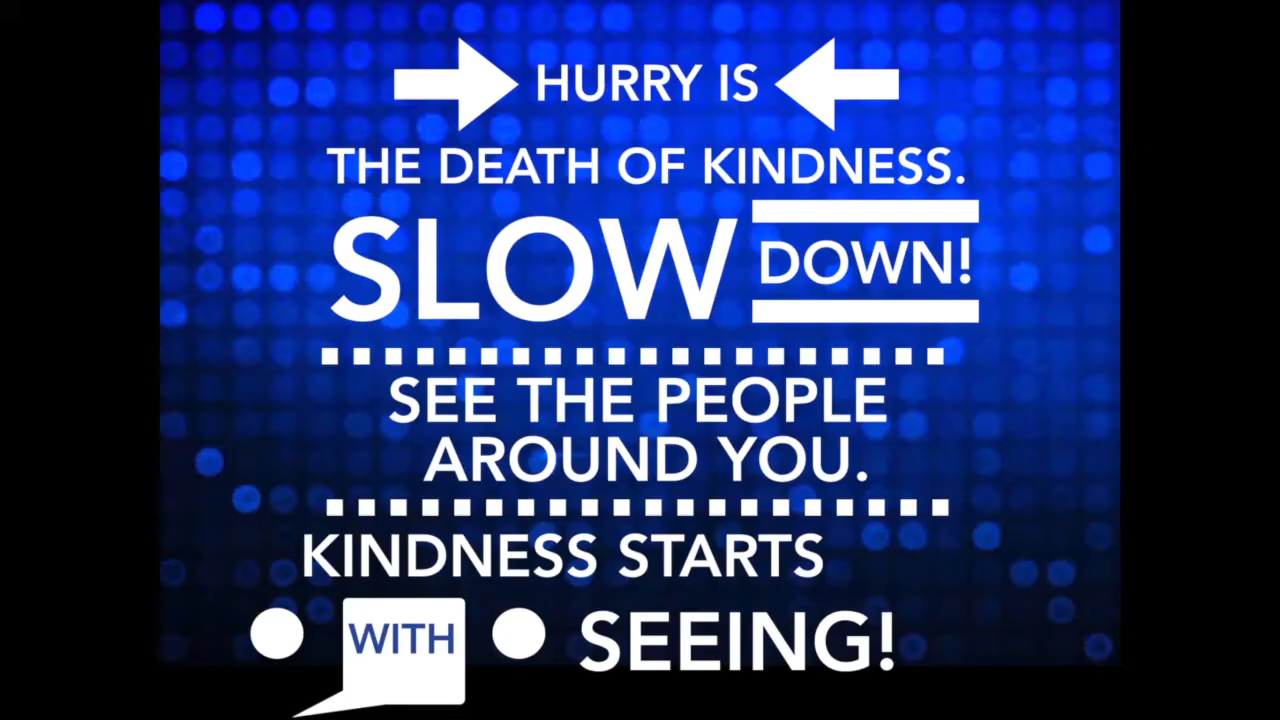 HURRY IS
THE DEATH OF KINDNESS.
SLOW DOWN!
SEE THE PEOPLE
AROUND YOU.
KINDNESS STARTS
WITH SEEING!